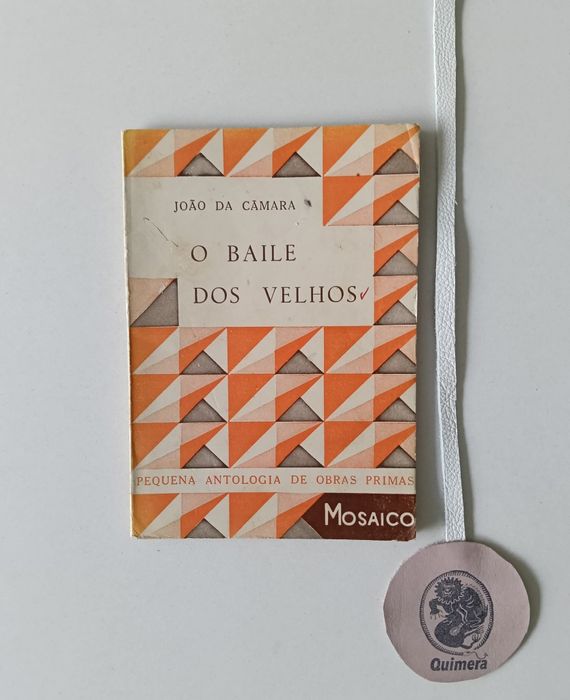 JOÃO DA CÂMARA
O BAILE
DOS VELHOS
PEQUENA ANTOLOGIA DE OBRAS PRIMAS
MOSAICO
Quimera